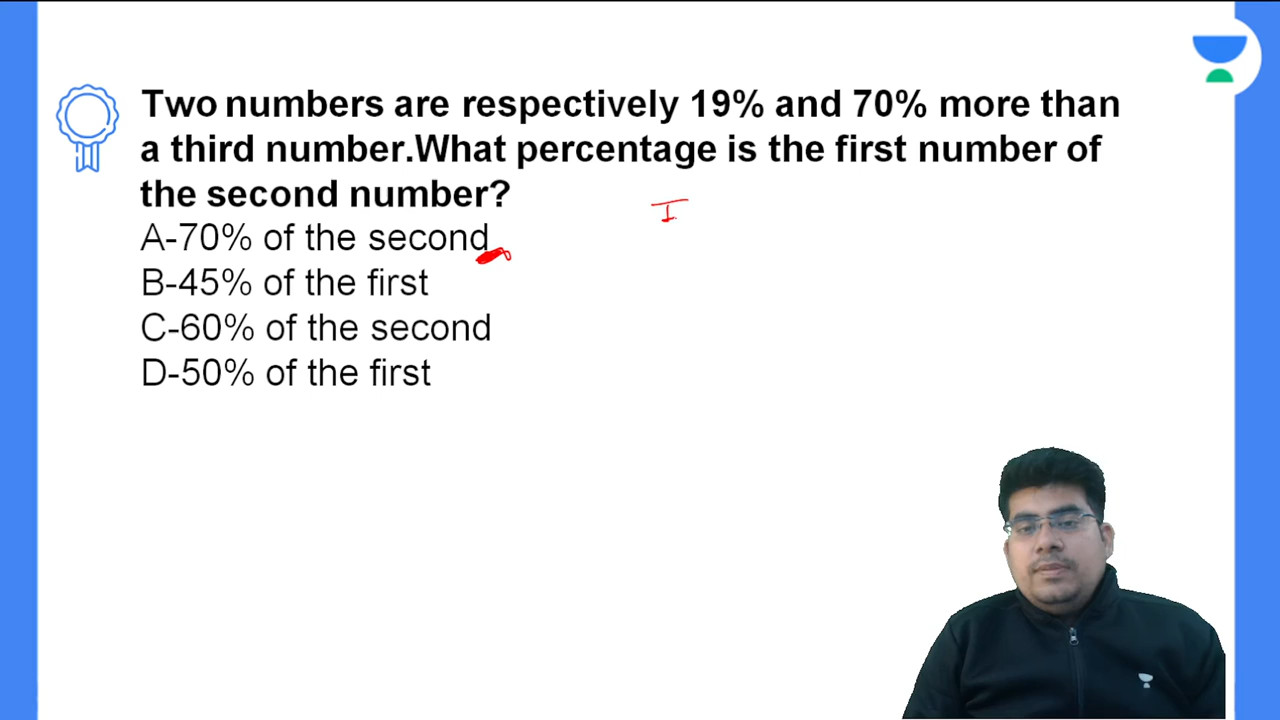 Two numbers are respectively 19% and 70% more than
a third number.What percentage is the first number of
the second number?
I
A-70% of the second
B-45% of the first
C-60% of the second
D-50% of the first